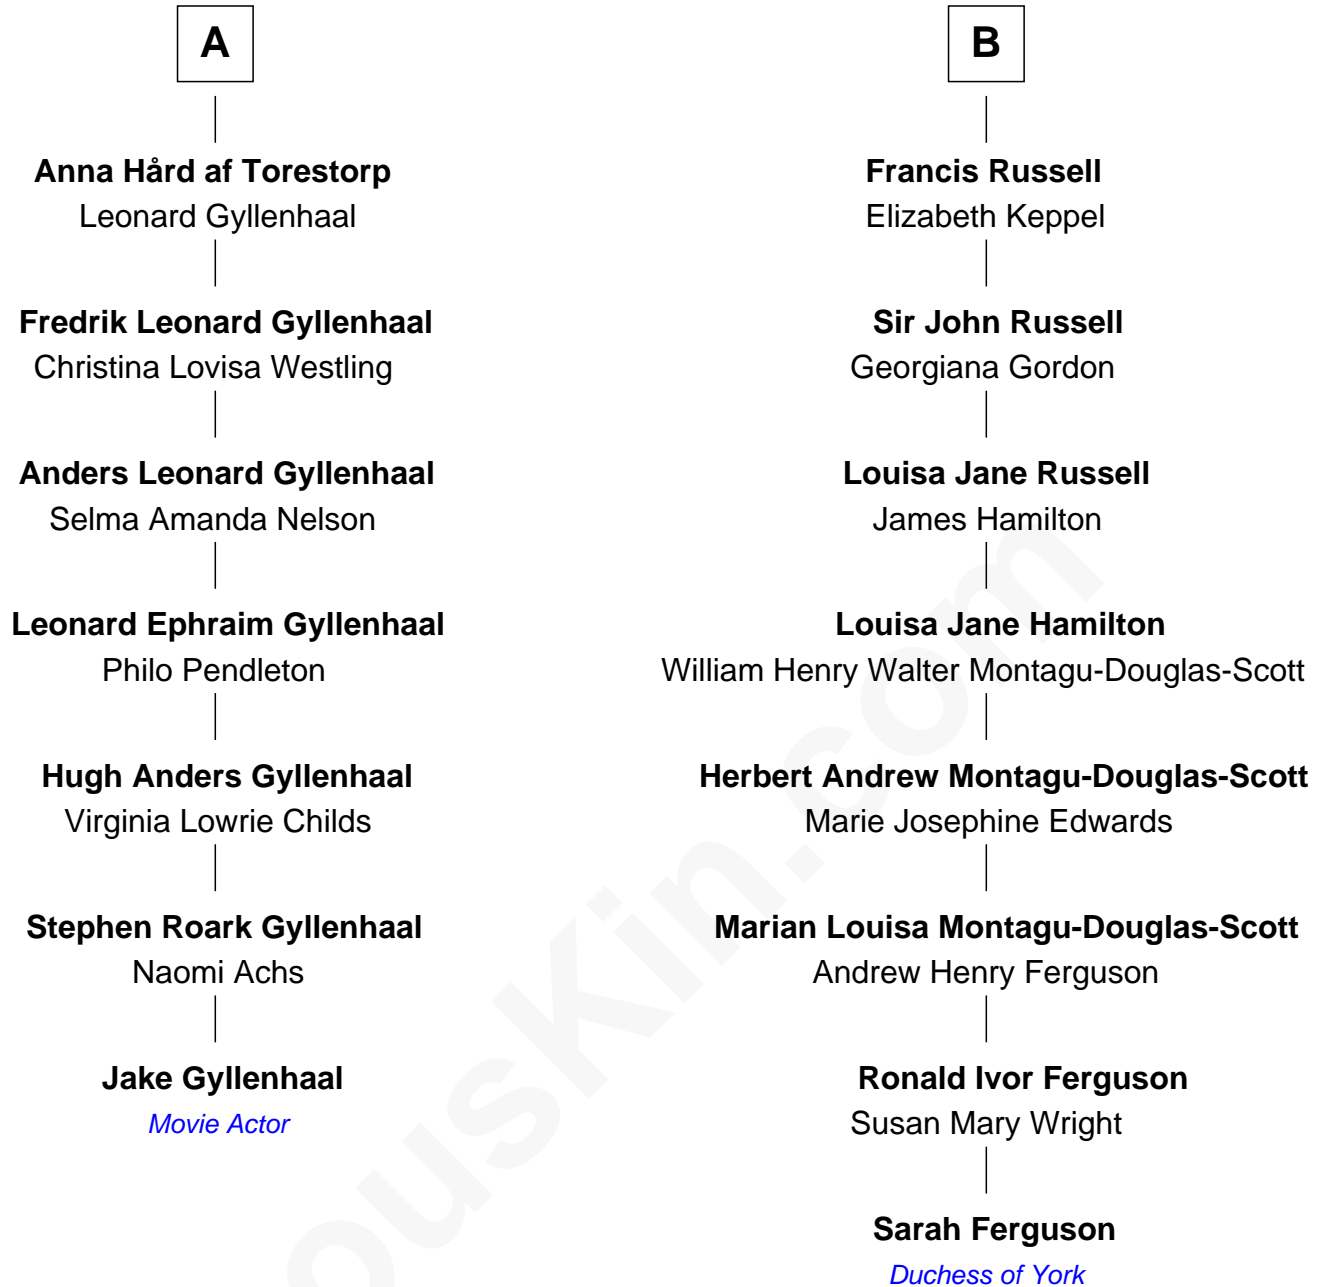 A
Anna Hård af Torestorp
Leonard Gyllenhaal
Fredrik Leonard Gyllenhaal
Christina Lovisa Westling
Anders Leonard Gyllenhaal
Selma Amanda Nelson
Leonard Ephraim Gyllenhaal
Philo Pendleton
Hugh Anders Gyllenhaal
Virginia Lowrie Childs
Stephen Roark Gyllenhaal
Naomi Achs
Jake Gyllenhaal
Movie Actor
B
Francis Russell
Elizabeth Keppel
Sir John Russell
Georgiana Gordon
Louisa Jane Russell
James Hamilton
Louisa Jane Hamilton
William Henry Walter Montagu-Douglas-Scott
Herbert Andrew Montagu-Douglas-Scott
Marie Josephine Edwards
Marian Louisa Montagu-Douglas-Scott
Andrew Henry Ferguson
Ronald Ivor Ferguson
Susan Mary Wright
Sarah Ferguson
Duchess of York
ousKin.com